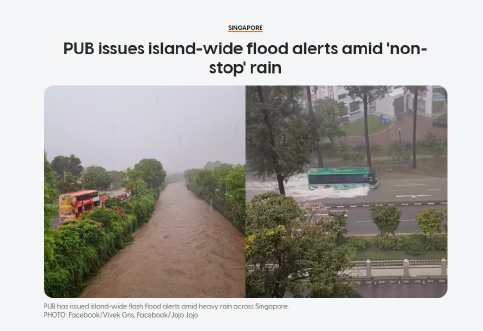 SINGAPORE
PUB issues island-wide flood alerts amid 'non-
stop' rain
PUB has issued island-wide flash flood alerts amid heavy rain across Singapore.
PHOTO: Facebook/Vivek Gns, Facebook/Jojo Jojo